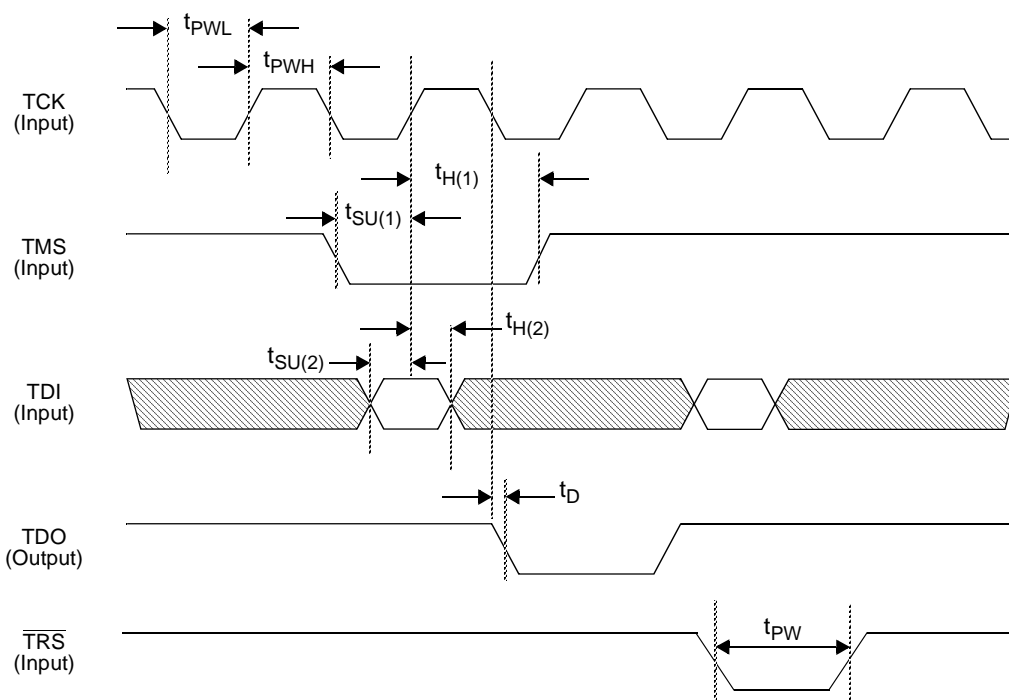 tPWL
tPWH
TCK
(Input)
tH(1)
tSU(1)
TMS
(Input)
tH(2)
tSU(2)
TDI
(Input)
tD
TDO
(Output)
TRS
(Input)
tPW